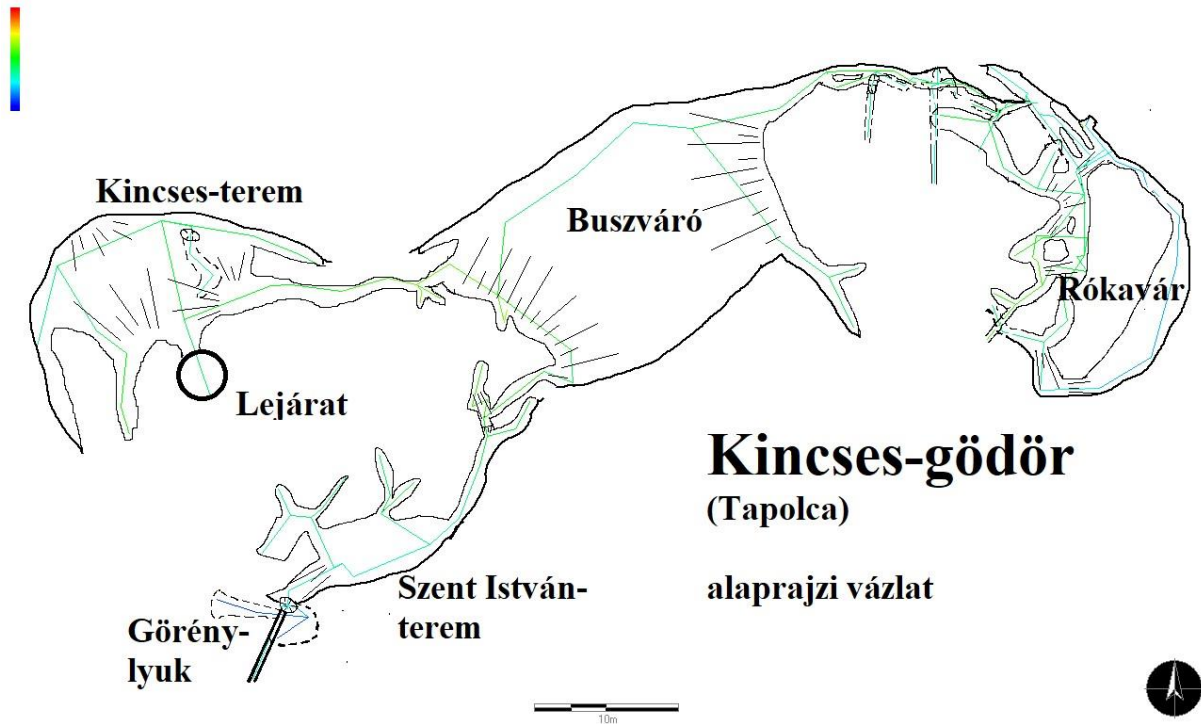 Kincses-terem
Buszváró
Rókavár
Lejárat
Kincses-gödör
(Tapolca)
alaprajzi vázlat
Szent István-
terem
Görény-
lyuk
10m